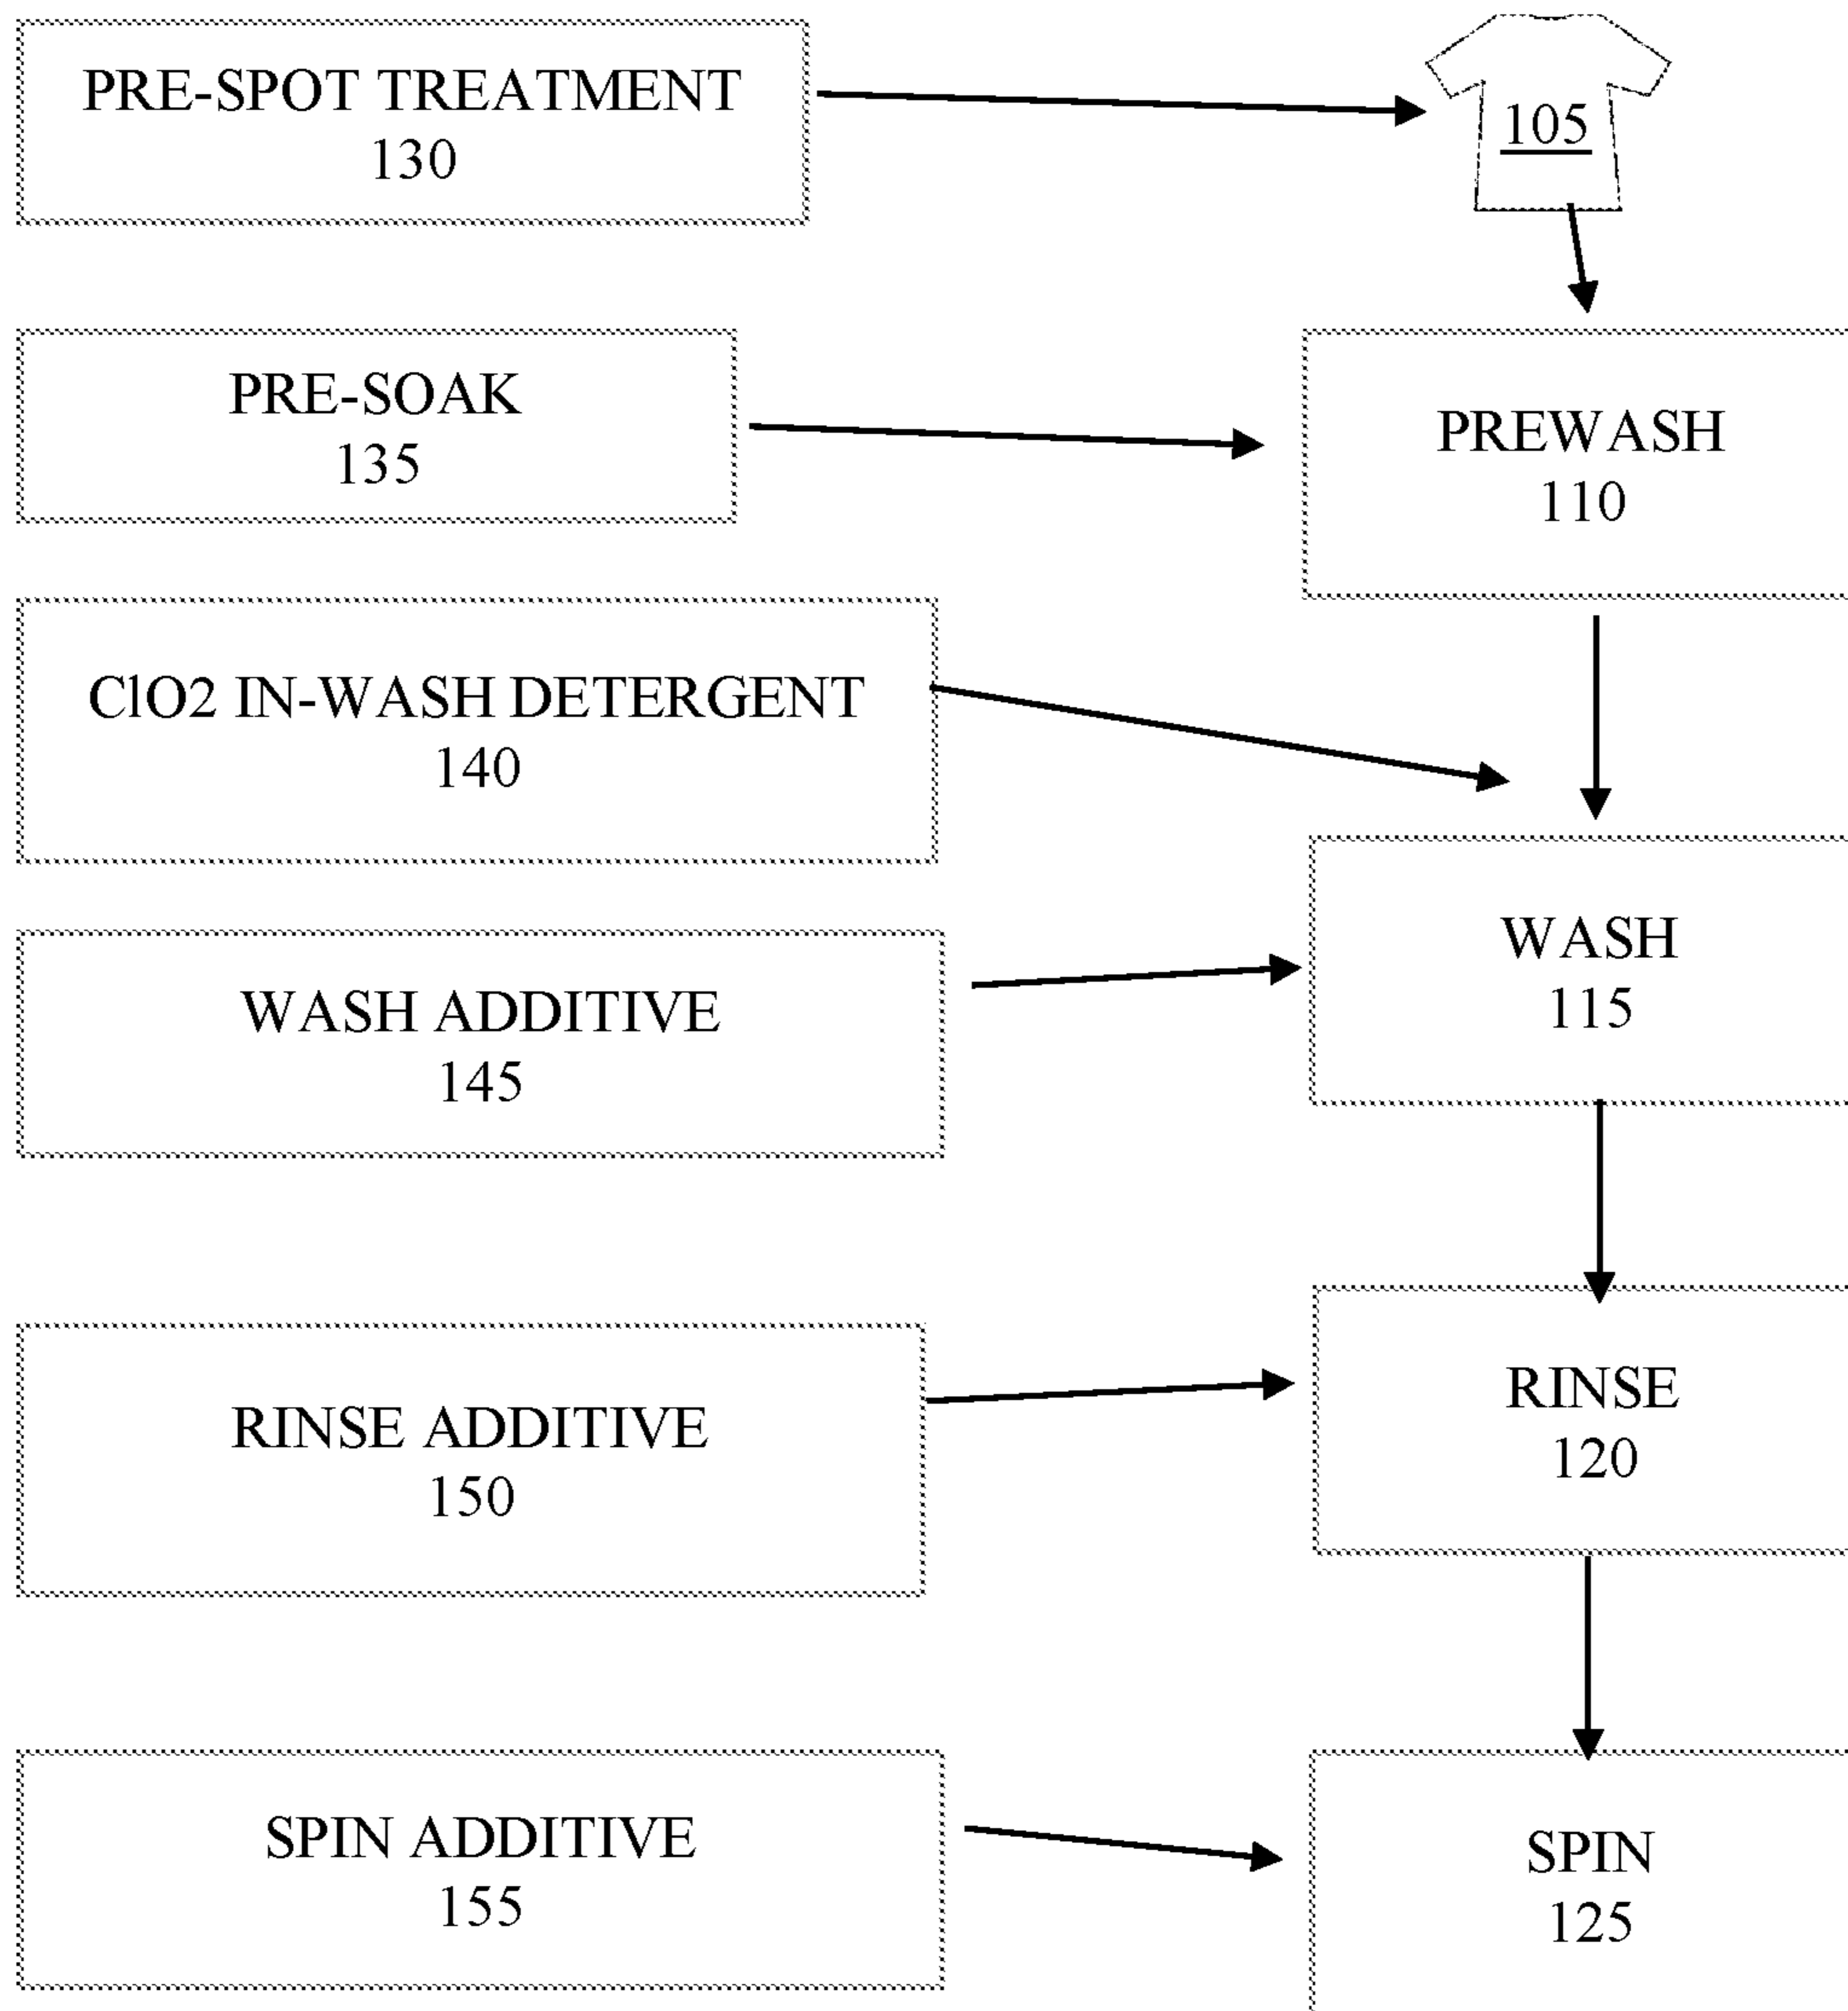 PRE-SPOT TREATMENT
130
105
PRE-SOAK
135
PREWASH
110
ClO2 IN-WASH DETERGENT
140
WASH
115
WASH ADDITIVE
145
RINSE
120
RINSE ADDITIVE
150
SPIN ADDITIVE
155
SPIN
125